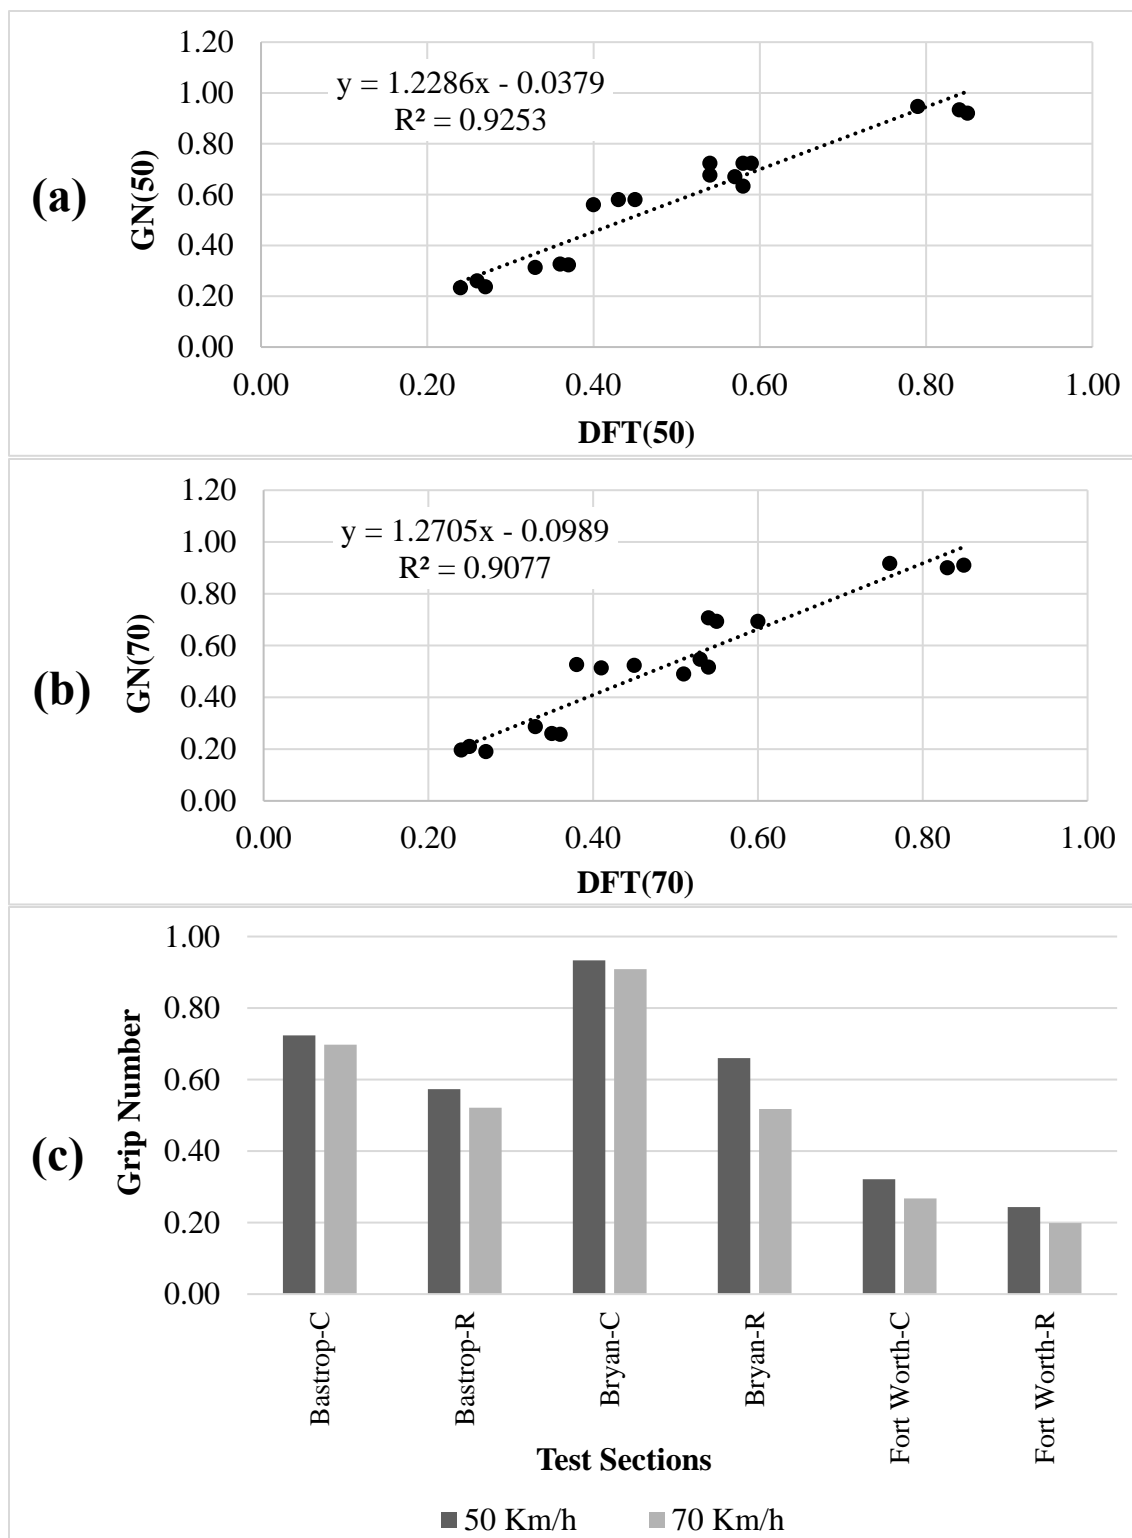 (a)
GN(50)
1.20
1.00
0.80
0.60
0.40
0.20
0.00
y = 1.2286x - 0.0379
R² = 0.9253
0.00 0.20 0.40 0.60 0.80 1.00
DFT(50)
(b)
GN(70)
1.20
1.00
0.80
0.60
0.40
0.20
0.00
y = 1.2705x - 0.0989
R² = 0.9077
0.00 0.20 0.40 0.60 0.80 1.00
DFT(70)
(c)
Grip Number
1.00
0.80
0.60
0.40
0.20
0.00
Bastrop-C
Bastrop-R
Bryan-C
Bryan-R
Fort Worth-C
Fort Worth-R
Test Sections
50 Km/h 70 Km/h